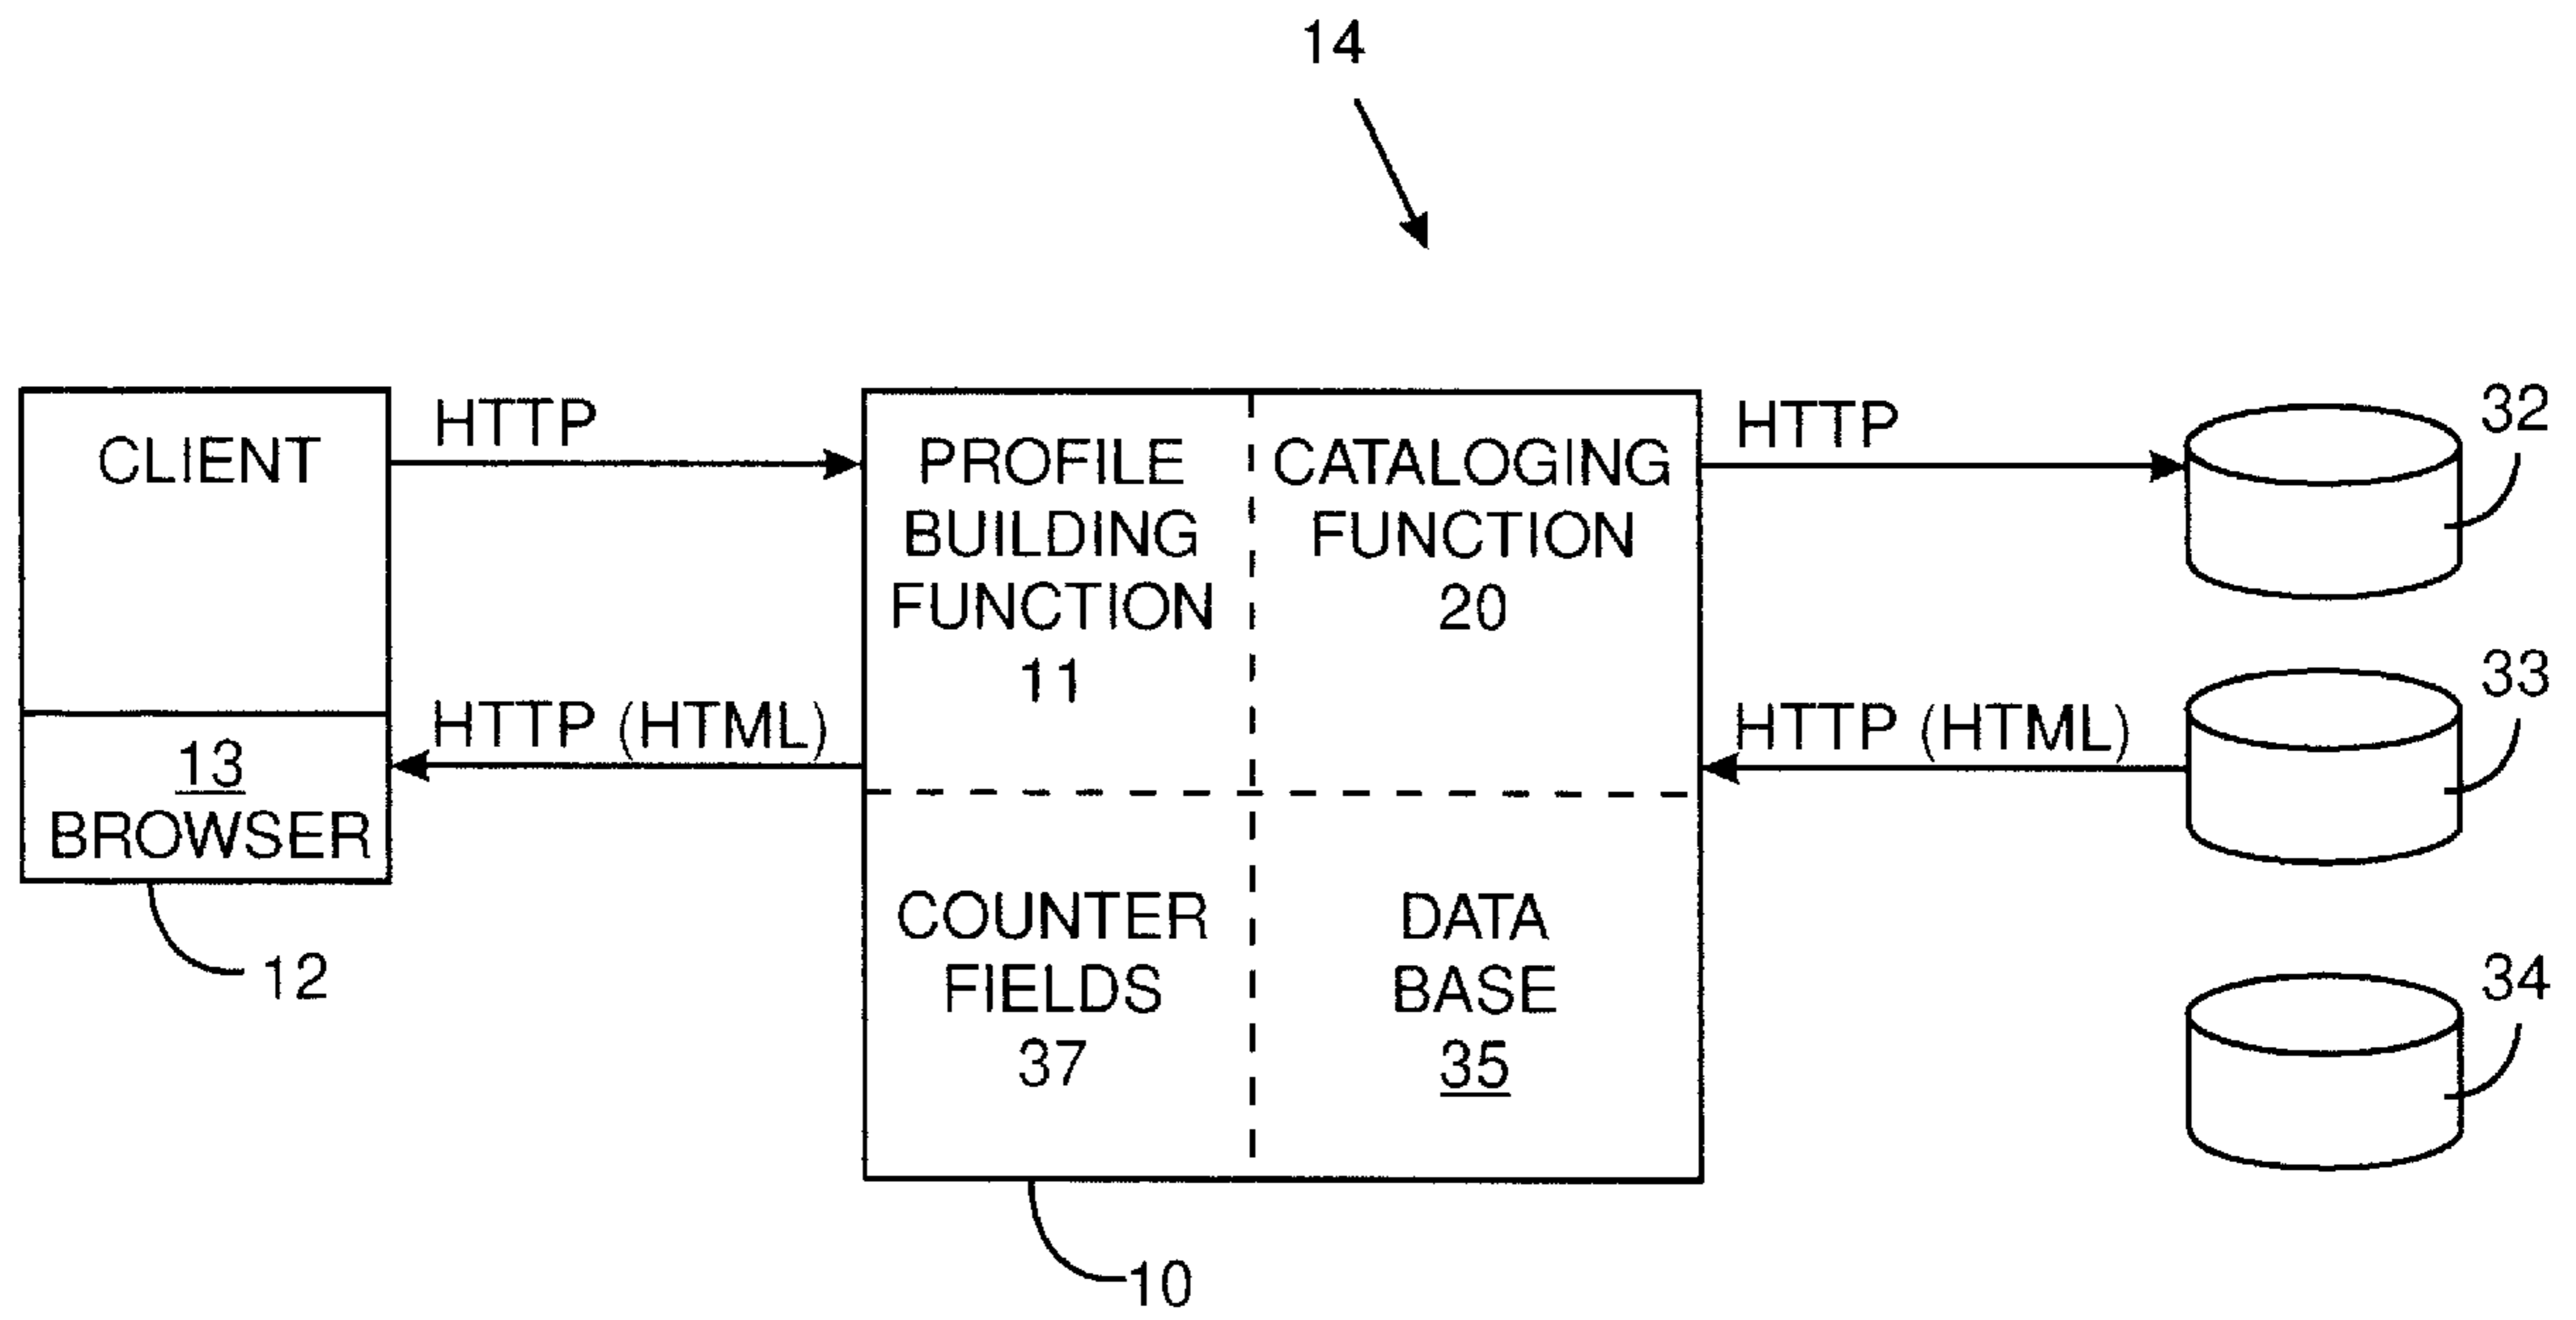 14
CLIENT
HTTP
HTTP (HTML)
13
BROWSER
12
PROFILE
BUILDING
FUNCTION
11
CATALOGING
FUNCTION
20
COUNTER
FIELDS
37
DATA
BASE
35
10
HTTP
HTTP (HTML)
32
33
34